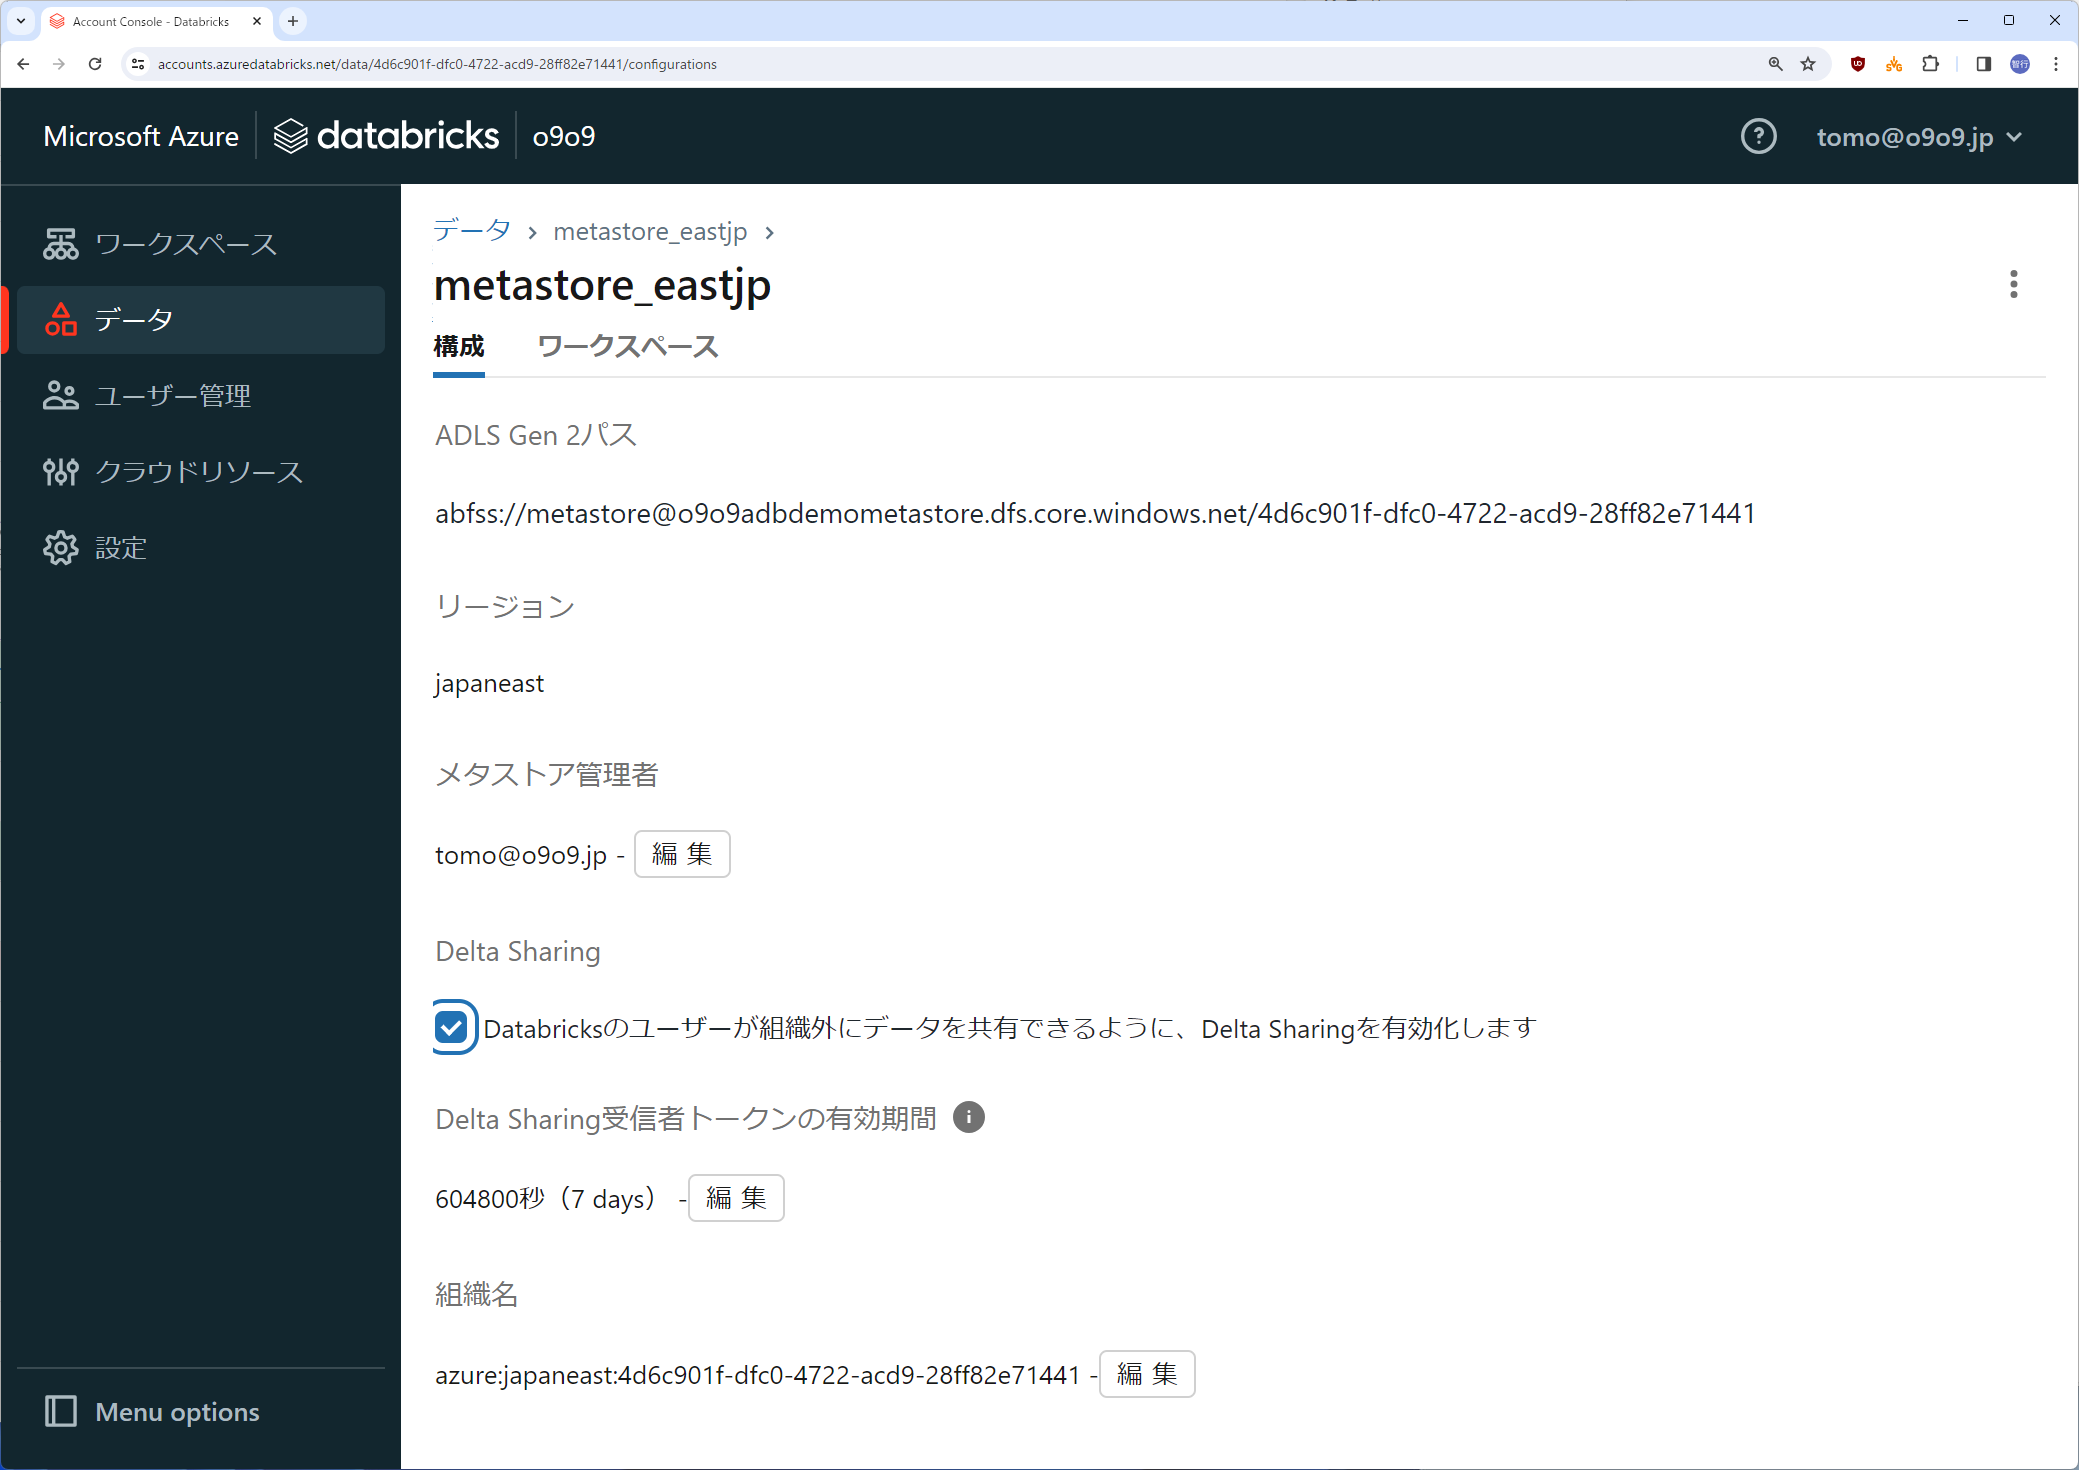 Account Console - Databricks
accounts.azuredatabricks.net/data/4d6c901f-dfc0-4722-acd9-28ff82e71441/configurations
智行
Microsoft Azure databricks o9o9
? tomo@o9o9.jp
ワークスペース
データ
ユーザー管理
クラウドリソース
設定
Menu options
データ › metastore_eastjp ›
metastore_eastjp
構成 ワークスペース
ADLS Gen 2パス
abfss://metastore@o9o9adbdemometastore.dfs.core.windows.net/4d6c901f-dfc0-4722-acd9-28ff82e71441
リージョン
japaneast
メタストア管理者
tomo@o9o9.jp - 編 集
Delta Sharing
Databricksのユーザーが組織外にデータを共有できるように、Delta Sharingを有効化します
Delta Sharing受信者トークンの有効期間 i
604800秒（7 days） - 編 集
組織名
azure:japaneast:4d6c901f-dfc0-4722-acd9-28ff82e71441 - 編 集